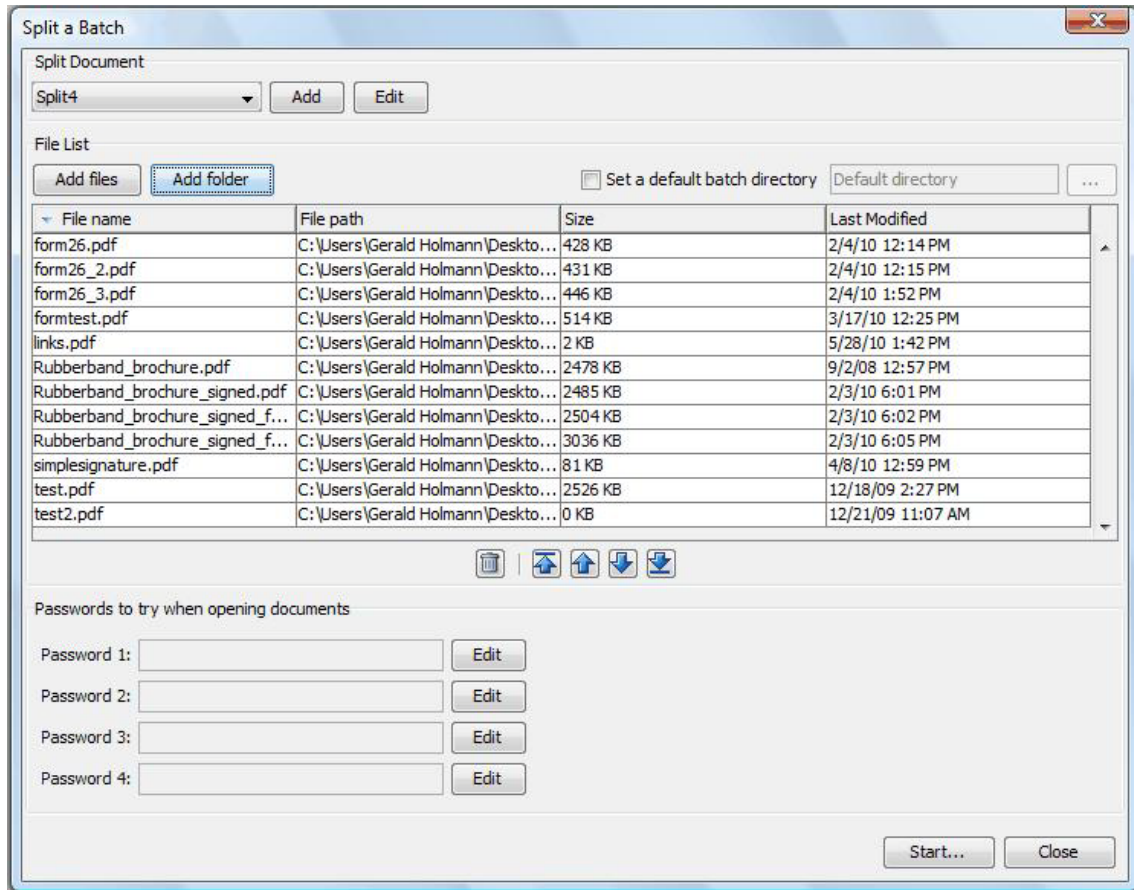 Split a Batch
Split Document
Split4 Add Edit
File List
Add files Add folder Set a default batch directory Default directory ...
File name File path Size Last Modified
form26.pdf C:\Users\Gerald Holmann\Deskto... 428 KB 2/4/10 12:14 PM
form26_2.pdf C:\Users\Gerald Holmann\Deskto... 431 KB 2/4/10 12:15 PM
form26_3.pdf C:\Users\Gerald Holmann\Deskto... 446 KB 2/4/10 1:52 PM
formtest.pdf C:\Users\Gerald Holmann\Deskto... 514 KB 3/17/10 12:25 PM
links.pdf C:\Users\Gerald Holmann\Deskto... 2 KB 5/28/10 1:42 PM
Rubberband_brochure.pdf C:\Users\Gerald Holmann\Deskto... 2478 KB 9/2/08 12:57 PM
Rubberband_brochure_signed.pdf C:\Users\Gerald Holmann\Deskto... 2485 KB 2/3/10 6:01 PM
Rubberband_brochure_signed_f... C:\Users\Gerald Holmann\Deskto... 2504 KB 2/3/10 6:02 PM
Rubberband_brochure_signed_f... C:\Users\Gerald Holmann\Deskto... 3036 KB 2/3/10 6:05 PM
simplesignature.pdf C:\Users\Gerald Holmann\Deskto... 81 KB 4/8/10 12:59 PM
test.pdf C:\Users\Gerald Holmann\Deskto... 2526 KB 12/18/09 2:27 PM
test2.pdf C:\Users\Gerald Holmann\Deskto... 0 KB 12/21/09 11:07 AM
Passwords to try when opening documents
Password 1: Edit
Password 2: Edit
Password 3: Edit
Password 4: Edit
Start... Close